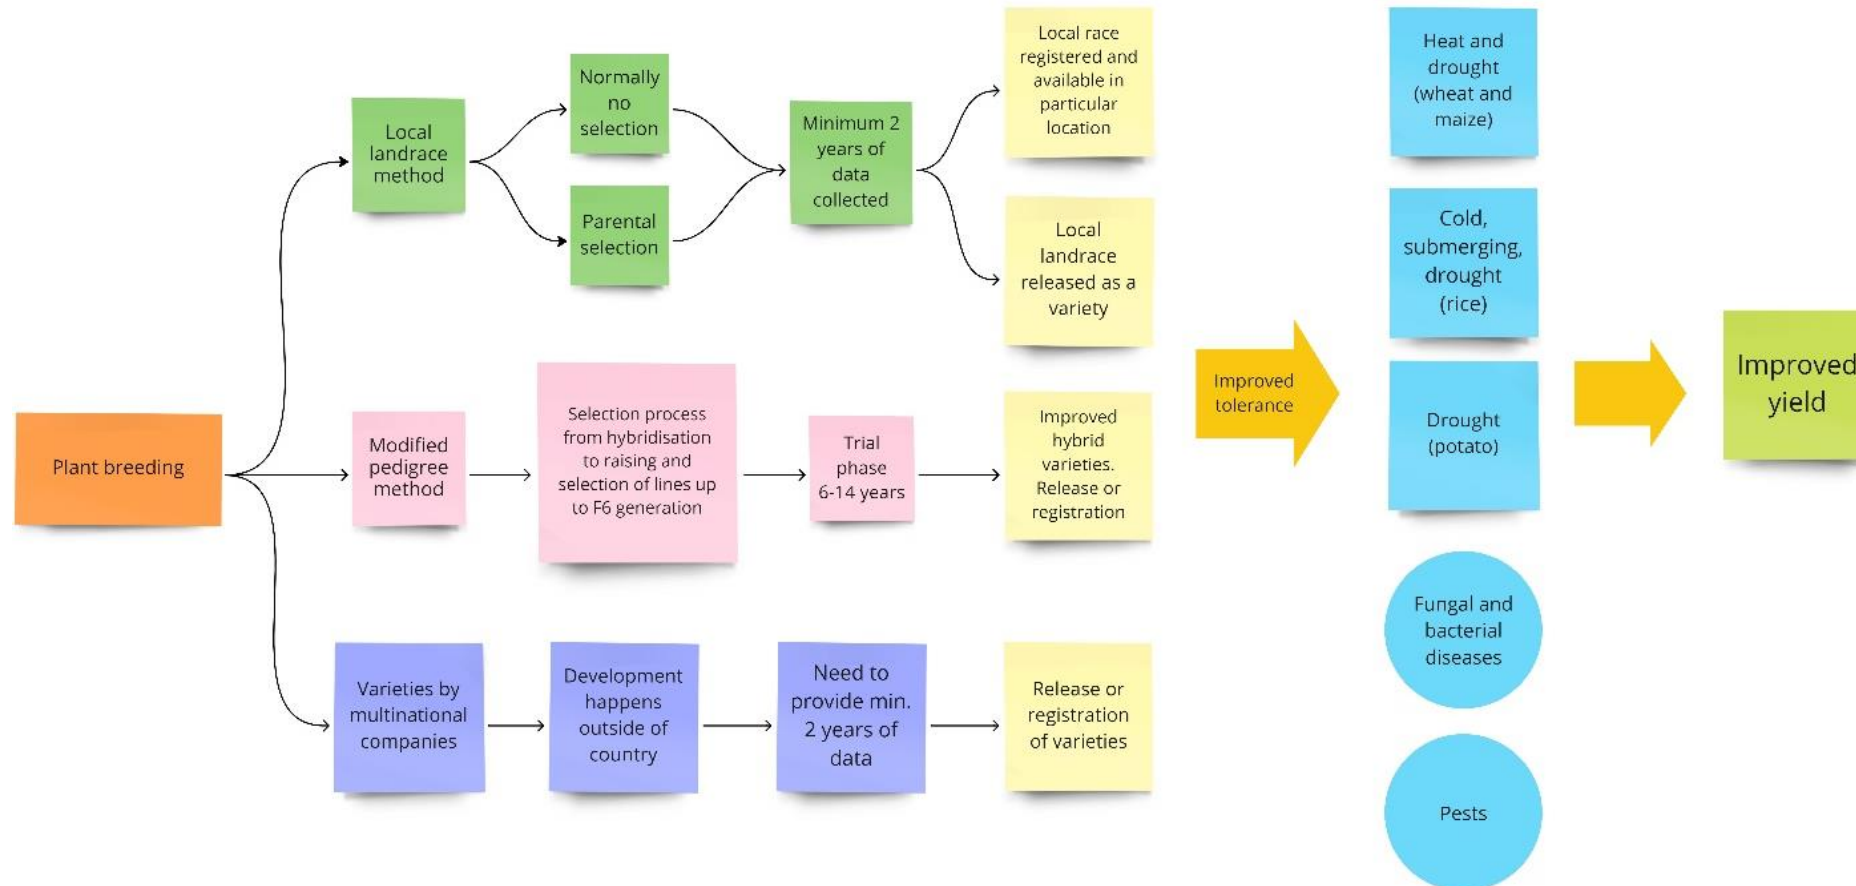 Plant breeding
Local
landrace
method
Normally
no
selection
Parental
selection
Minimum 2
years of
data
collected
Local race
registered and
available in
particular
location
Local
landrace
released as a
variety
Modified
pedigree
method
Selection process
from hybridisation
to raising and
selection of lines up
to F6 generation
Trial
phase
6-14 years
Improved
hybrid
varieties.
Release or
registration
Varieties by
multinational
companies
Development
happens
outside of
country
Need to
provide min.
2 years of
data
Release or
registration
of varieties
Improved
tolerance
Heat and
drought
(wheat and
maize)
Cold,
submerging,
drought
(rice)
Drought
(potato)
Fungal and
bacterial
diseases
Pests
Improved
yield